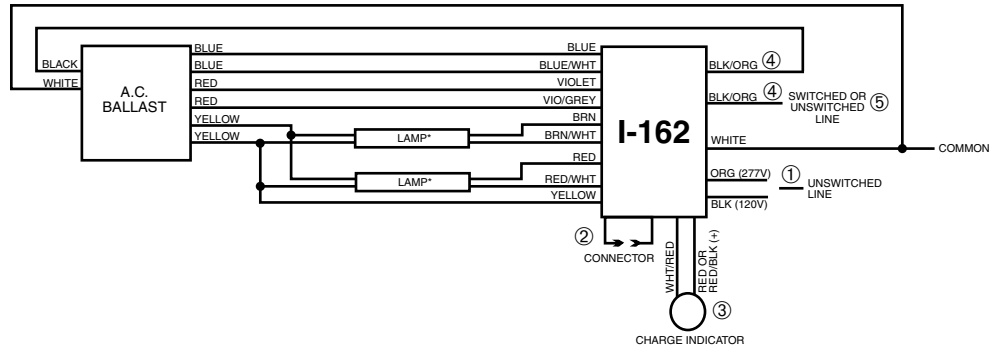 BLACK
WHITE
A.C.
BALLAST
BLUE
BLUE
RED
RED
YELLOW
YELLOW
LAMP*
LAMP*
BLUE
BLUE/WHT
VIOLET
VIO/GREY
BRN
BRN/WHT
RED
RED/WHT
YELLOW
I-162
BLK/ORG ④
BLK/ORG ④
SWITCHED OR ⑤
UNSWITCHED
LINE
WHITE
COMMON
ORG (277V)
① UNSWITCHED
LINE
BLK (120V)
② CONNECTOR
WHT/RED
RED OR
RED/BLK (+)
③
CHARGE INDICATOR